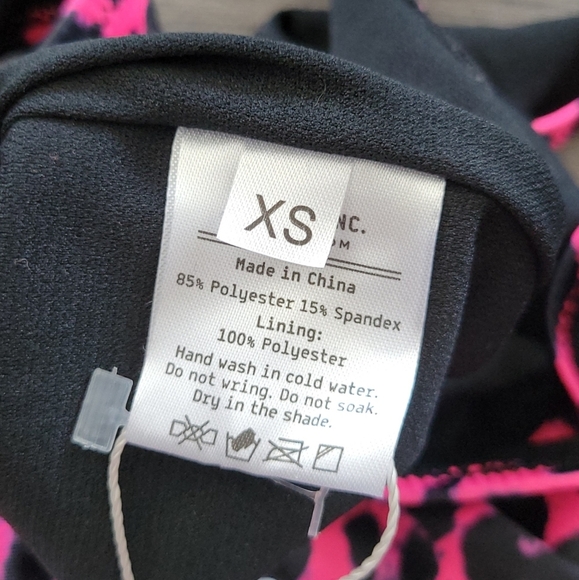 XS
NC.
Made in China
85% Polyester 15% Spandex
Lining:
100% Polyester
Hand wash in cold water.
Do not wring. Do not soak.
Dry in the shade.